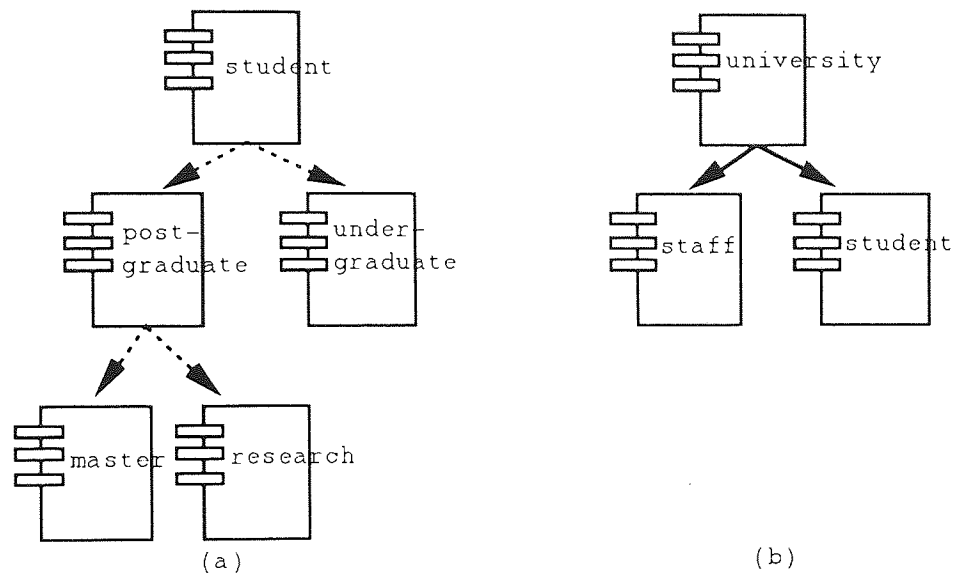 student
post-
graduate
under-
graduate
master
research
(a)
university
staff
student
(b)